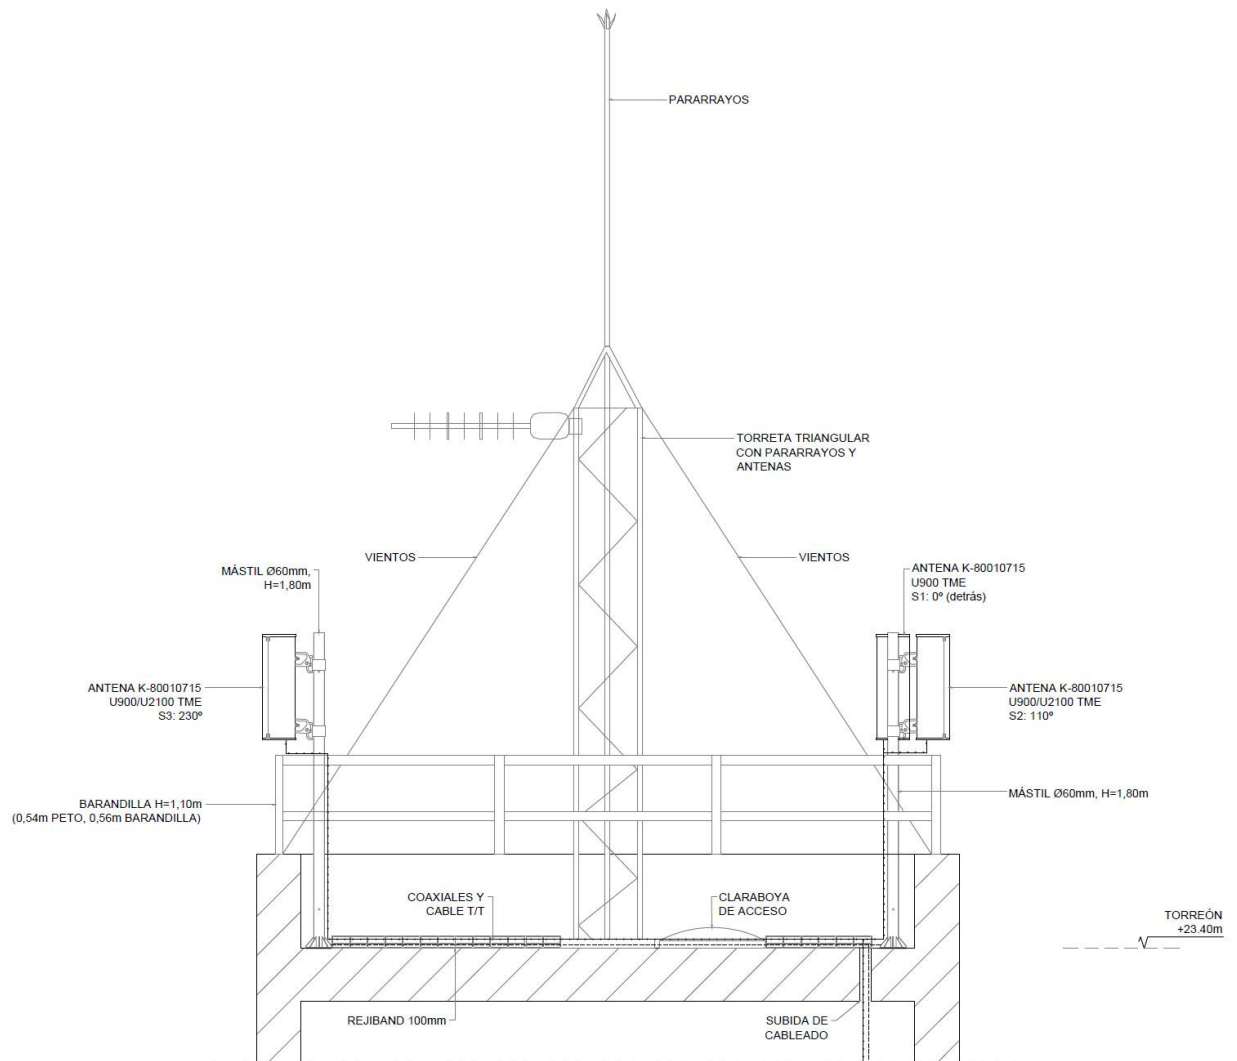 PARARRAYOS
TORRETA TRIANGULAR
CON PARARRAYOS Y
ANTENAS
VIENTOS
VIENTOS
MÁSTIL Ø60mm,
H=1,80m
ANTENA K-80010715
U900 TME
S1: 0º (detrás)
ANTENA K-80010715
U900/U2100 TME
S3: 230º
ANTENA K-80010715
U900/U2100 TME
S2: 110º
BARANDILLA H=1,10m
(0,54m PETO, 0,56m BARANDILLA)
MÁSTIL Ø60mm, H=1,80m
COAXIALES Y
CABLE T/T
CLARABOYA
DE ACCESO
TORREÓN
+23.40m
REJIBAND 100mm
SUBIDA DE
CABLEADO